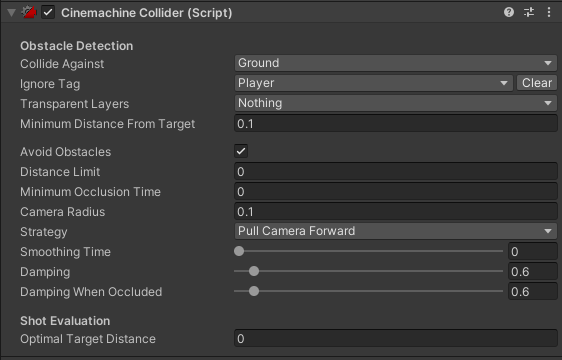 Cinemachine Collider (Script)
Obstacle Detection
Collide Against Ground
Ignore Tag Player Clear
Transparent Layers Nothing
Minimum Distance From Target 0.1
Avoid Obstacles
Distance Limit 0
Minimum Occlusion Time 0
Camera Radius 0.1
Strategy Pull Camera Forward
Smoothing Time 0
Damping 0.6
Damping When Occluded 0.6
Shot Evaluation
Optimal Target Distance 0